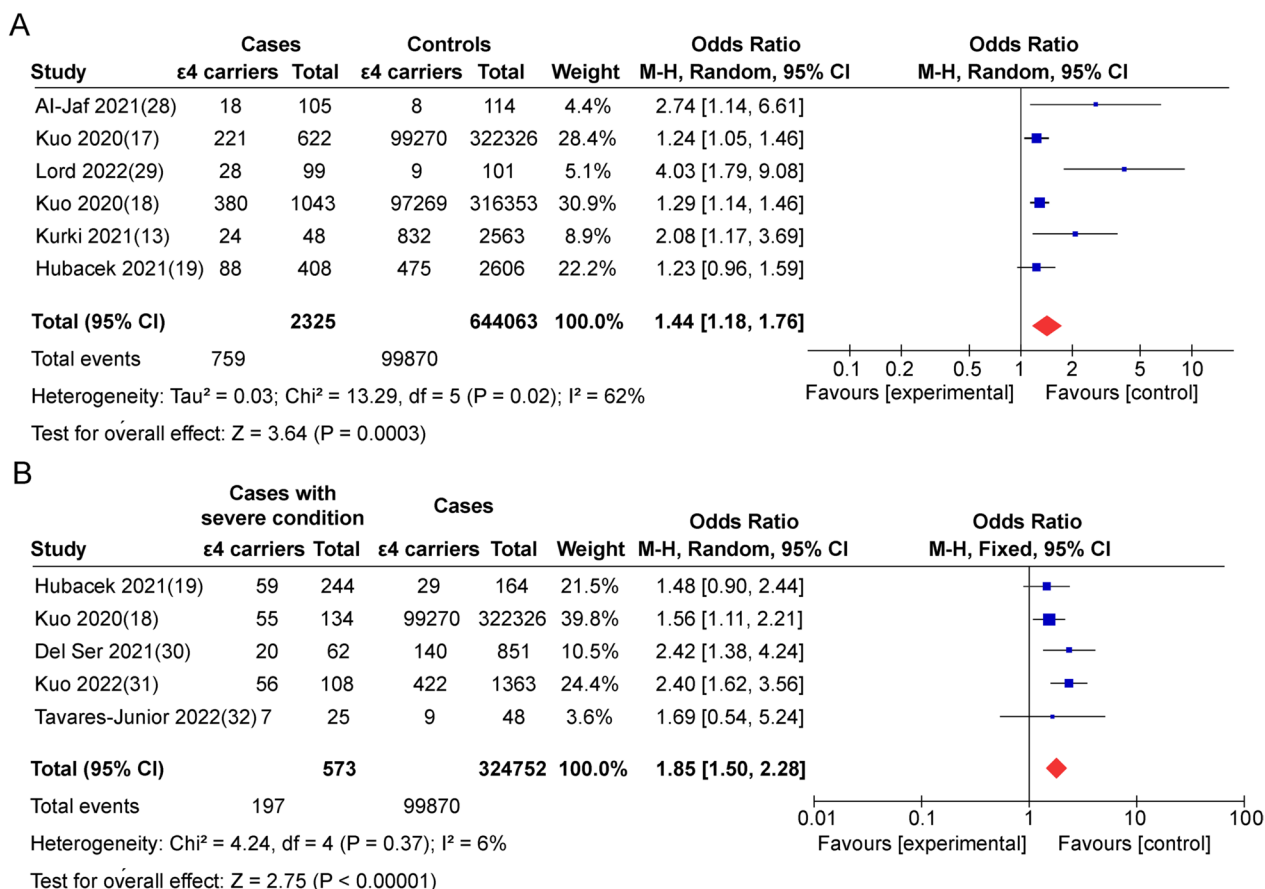 A
Cases Controls Odds Ratio Odds Ratio
Study ε4 carriers Total ε4 carriers Total Weight M-H, Random, 95% CI M-H, Random, 95% CI
Al-Jaf 2021(28) 18 105 8 114 4.4% 2.74 [1.14, 6.61]
Kuo 2020(17) 221 622 99270 322326 28.4% 1.24 [1.05, 1.46]
Lord 2022(29) 28 99 9 101 5.1% 4.03 [1.79, 9.08]
Kuo 2020(18) 380 1043 97269 316353 30.9% 1.29 [1.14, 1.46]
Kurki 2021(13) 24 48 832 2563 8.9% 2.08 [1.17, 3.69]
Hubacek 2021(19) 88 408 475 2606 22.2% 1.23 [0.96, 1.59]
Total (95% CI) 2325 644063 100.0% 1.44 [1.18, 1.76]
Total events 759 99870
0.1 0.2 0.5 1 2 5 10
Heterogeneity: Tau² = 0.03; Chi² = 13.29, df = 5 (P = 0.02); I² = 62%
Favours [experimental] Favours [control]
Test for overall effect: Z = 3.64 (P = 0.0003)
B
Cases with
severe condition Cases Odds Ratio Odds Ratio
Study ε4 carriers Total ε4 carriers Total Weight M-H, Random, 95% CI M-H, Fixed, 95% CI
Hubacek 2021(19) 59 244 29 164 21.5% 1.48 [0.90, 2.44]
Kuo 2020(18) 55 134 99270 322326 39.8% 1.56 [1.11, 2.21]
Del Ser 2021(30) 20 62 140 851 10.5% 2.42 [1.38, 4.24]
Kuo 2022(31) 56 108 422 1363 24.4% 2.40 [1.62, 3.56]
Tavares-Junior 2022(32) 7 25 9 48 3.6% 1.69 [0.54, 5.24]
Total (95% CI) 573 324752 100.0% 1.85 [1.50, 2.28]
Total events 197 99870
0.01 0.1 1 10 100
Heterogeneity: Chi² = 4.24, df = 4 (P = 0.37); I² = 6%
Favours [experimental] Favours [control]
Test for overall effect: Z = 2.75 (P < 0.00001)